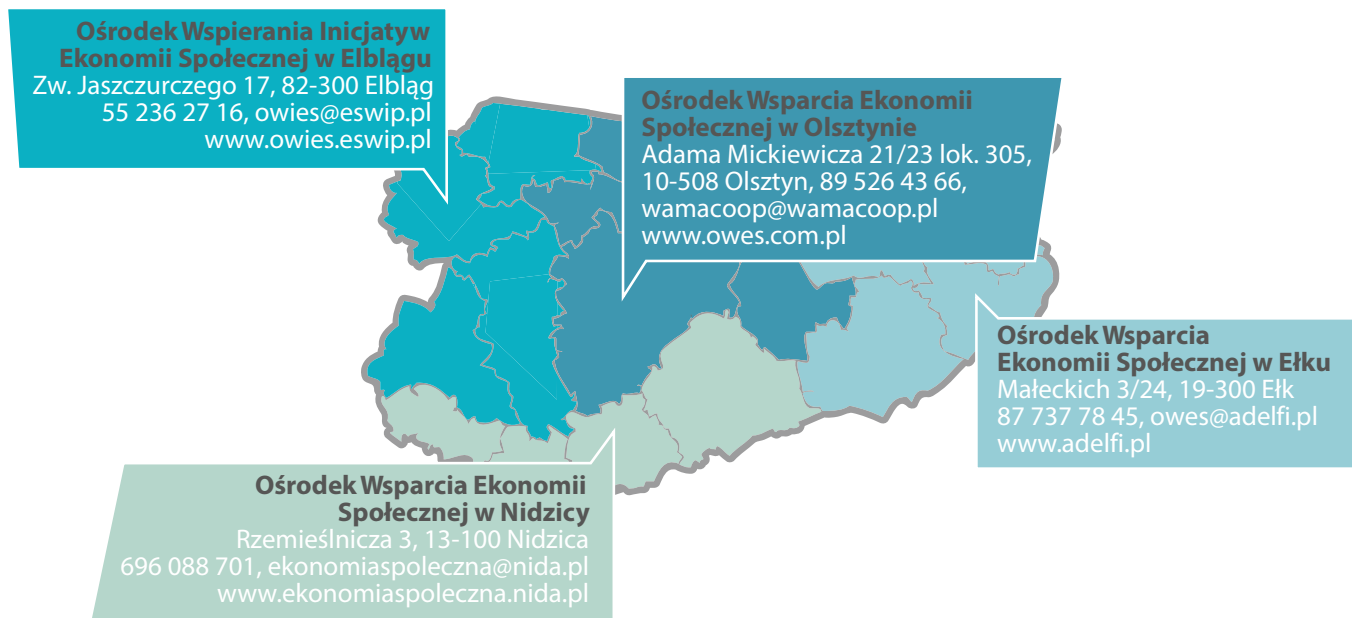 Ośrodek Wspierania Inicjatyw
Ekonomii Społecznej w Elblągu
Zw. Jaszczurczego 17, 82-300 Elbląg
55 236 27 16, owies@eswip.pl
www.owies.eswip.pl
Ośrodek Wsparcia Ekonomii
Społecznej w Olsztynie
Adama Mickiewicza 21/23 lok. 305,
10-508 Olsztyn, 89 526 43 66,
wamacoop@wamacoop.pl
www.owes.com.pl
Ośrodek Wsparcia
Ekonomii Społecznej w Ełku
Małeckich 3/24, 19-300 Ełk
87 737 78 45, owes@adelfi.pl
www.adelfi.pl
Ośrodek Wsparcia Ekonomii
Społecznej w Nidzicy
Rzemieślnicza 3, 13-100 Nidzica
696 088 701, ekonomiaspoleczna@nida.pl
www.ekonomiaspoleczna.nida.pl